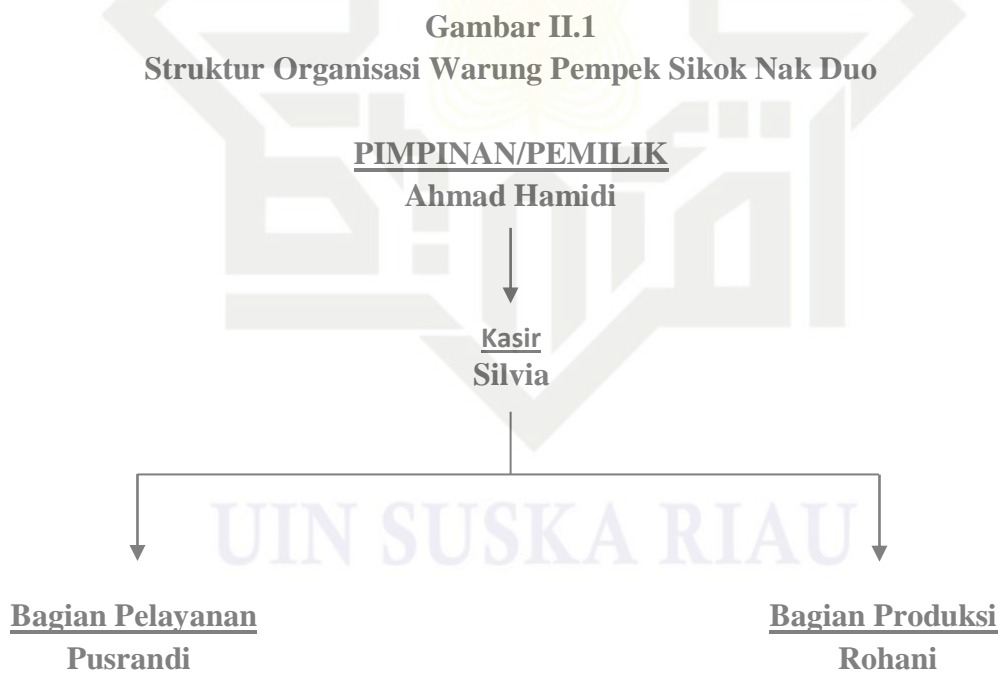 Gambar II.1
Struktur Organisasi Warung Pempek Sikok Nak Duo
PIMPINAN/PEMILIK
Ahmad Hamidi
Kasir
Silvia
UIN SUSKA RIAU
Bagian Pelayanan
Pusrandi
Bagian Produksi
Rohani